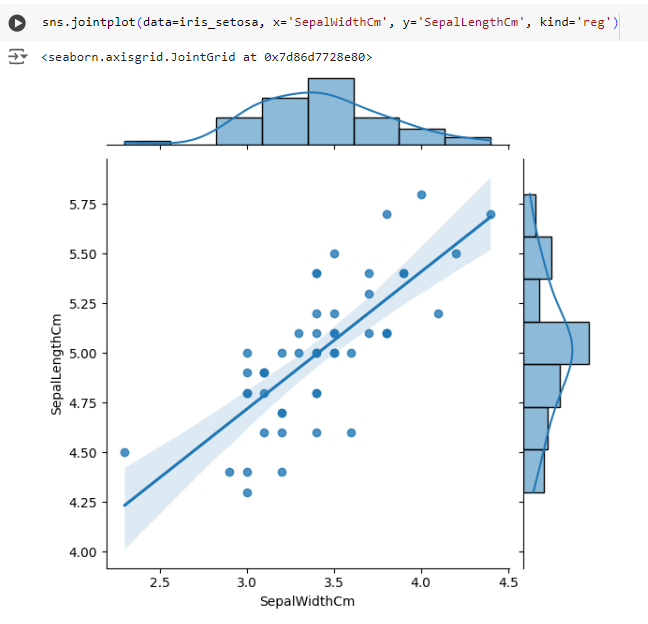 sns.jointplot(data=iris_setosa, x='SepalWidthCm', y='SepalLengthCm', kind='reg')
<seaborn.axisgrid.JointGrid at 0x7d86d7728e80>
5.75
5.50
5.25
5.00
4.75
4.50
4.25
4.00
SepalLengthCm
2.5 3.0 3.5 4.0 4.5
SepalWidthCm